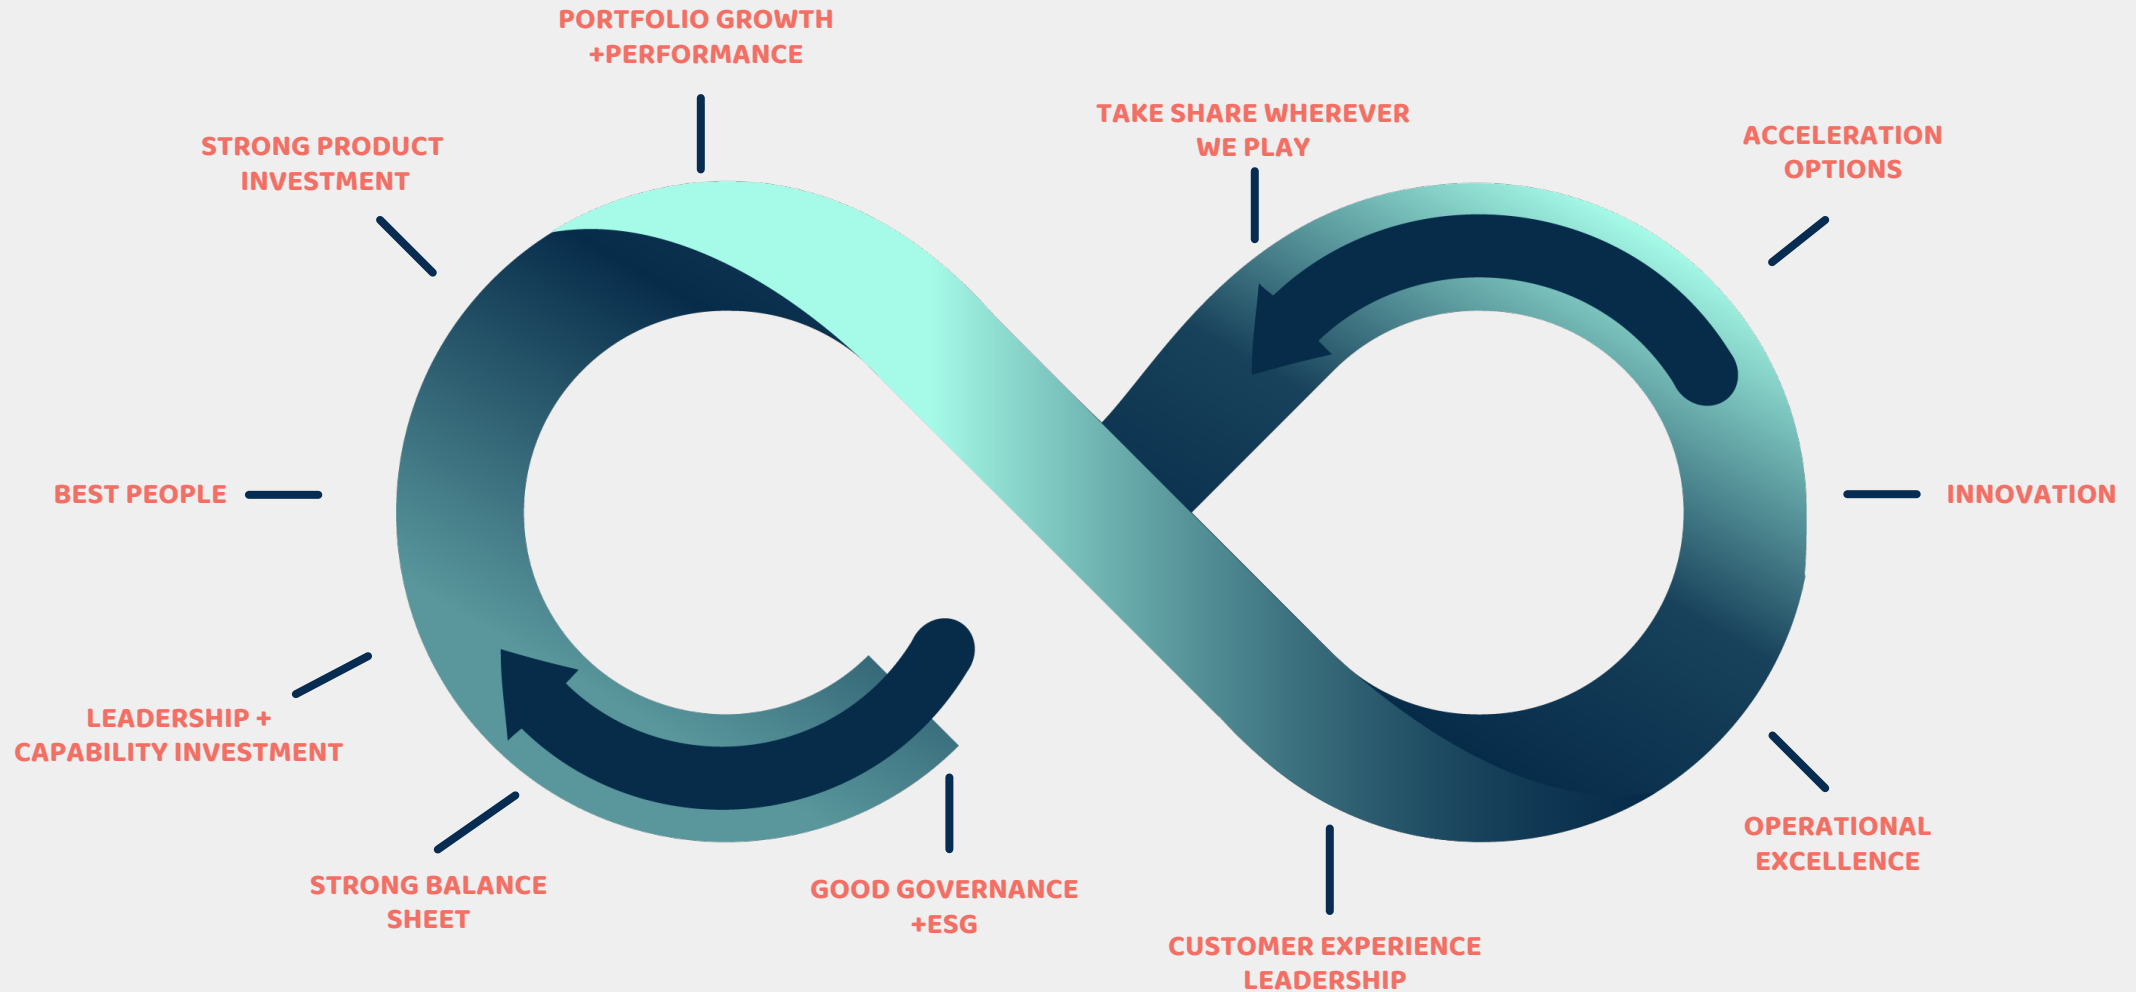 PORTFOLIO GROWTH
+PERFORMANCE
TAKE SHARE WHEREVER
WE PLAY
ACCELERATION
OPTIONS
STRONG PRODUCT
INVESTMENT
BEST PEOPLE
INNOVATION
LEADERSHIP +
CAPABILITY INVESTMENT
OPERATIONAL
EXCELLENCE
STRONG BALANCE
SHEET
GOOD GOVERNANCE
+ESG
CUSTOMER EXPERIENCE
LEADERSHIP